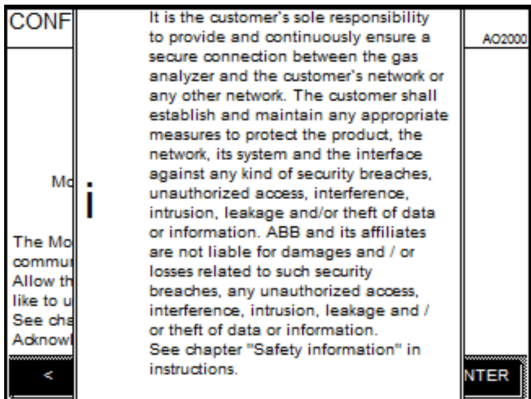 CONF
AO2000
It is the customer's sole responsibility
to provide and continuously ensure a
secure connection between the gas
analyzer and the customer's network or
any other network. The customer shall
establish and maintain any appropriate
measures to protect the product, the
network, its system and the interface
against any kind of security breaches,
unauthorized access, interference,
intrusion, leakage and/or theft of data
or information. ABB and its affiliates
are not liable for damages and / or
losses related to such security
breaches, any unauthorized access,
interference, intrusion, leakage and /
or theft of data or information.
See chapter "Safety information" in
instructions.
i
Mo
The Mo
commu
Allow th
like to u
See cha
Acknowl
<
NTER